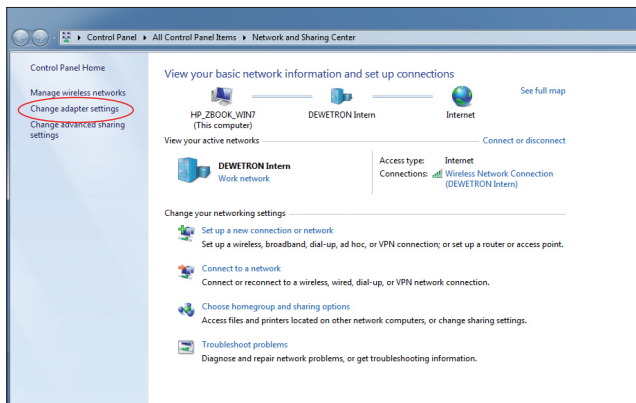 Control Panel ▸ All Control Panel Items ▸ Network and Sharing Center
Control Panel Home
Manage wireless networks
Change adapter settings
Change advanced sharing
settings
View your basic network information and set up connections
See full map
HP_ZBOOK_WIN7
(This computer)
DEWETRON Intern
Internet
View your active networks
Connect or disconnect
DEWETRON Intern
Work network
Access type: Internet
Connections: Wireless Network Connection
(DEWETRON Intern)
Change your networking settings
Set up a new connection or network
Set up a wireless, broadband, dial-up, ad hoc, or VPN connection; or set up a router or access point.
Connect to a network
Connect or reconnect to a wireless, wired, dial-up, or VPN network connection.
Choose homegroup and sharing options
Access files and printers located on other network computers, or change sharing settings.
Troubleshoot problems
Diagnose and repair network problems, or get troubleshooting information.